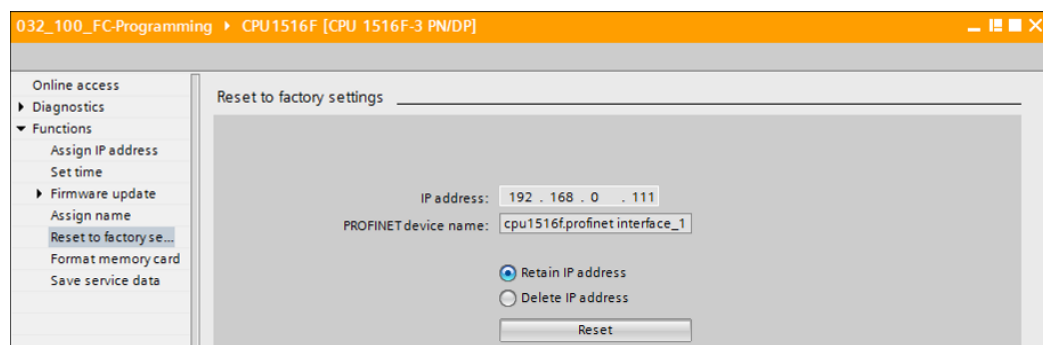 032_100_FC-Programming ▸ CPU1516F [CPU 1516F-3 PN/DP]
Online access
Diagnostics
Functions
Assign IP address
Set time
Firmware update
Assign name
Reset to factory se...
Format memory card
Save service data
Reset to factory settings
IP address: 192 . 168 . 0 . 111
PROFINET device name: cpu1516f.profinet interface_1
Retain IP address
Delete IP address
Reset